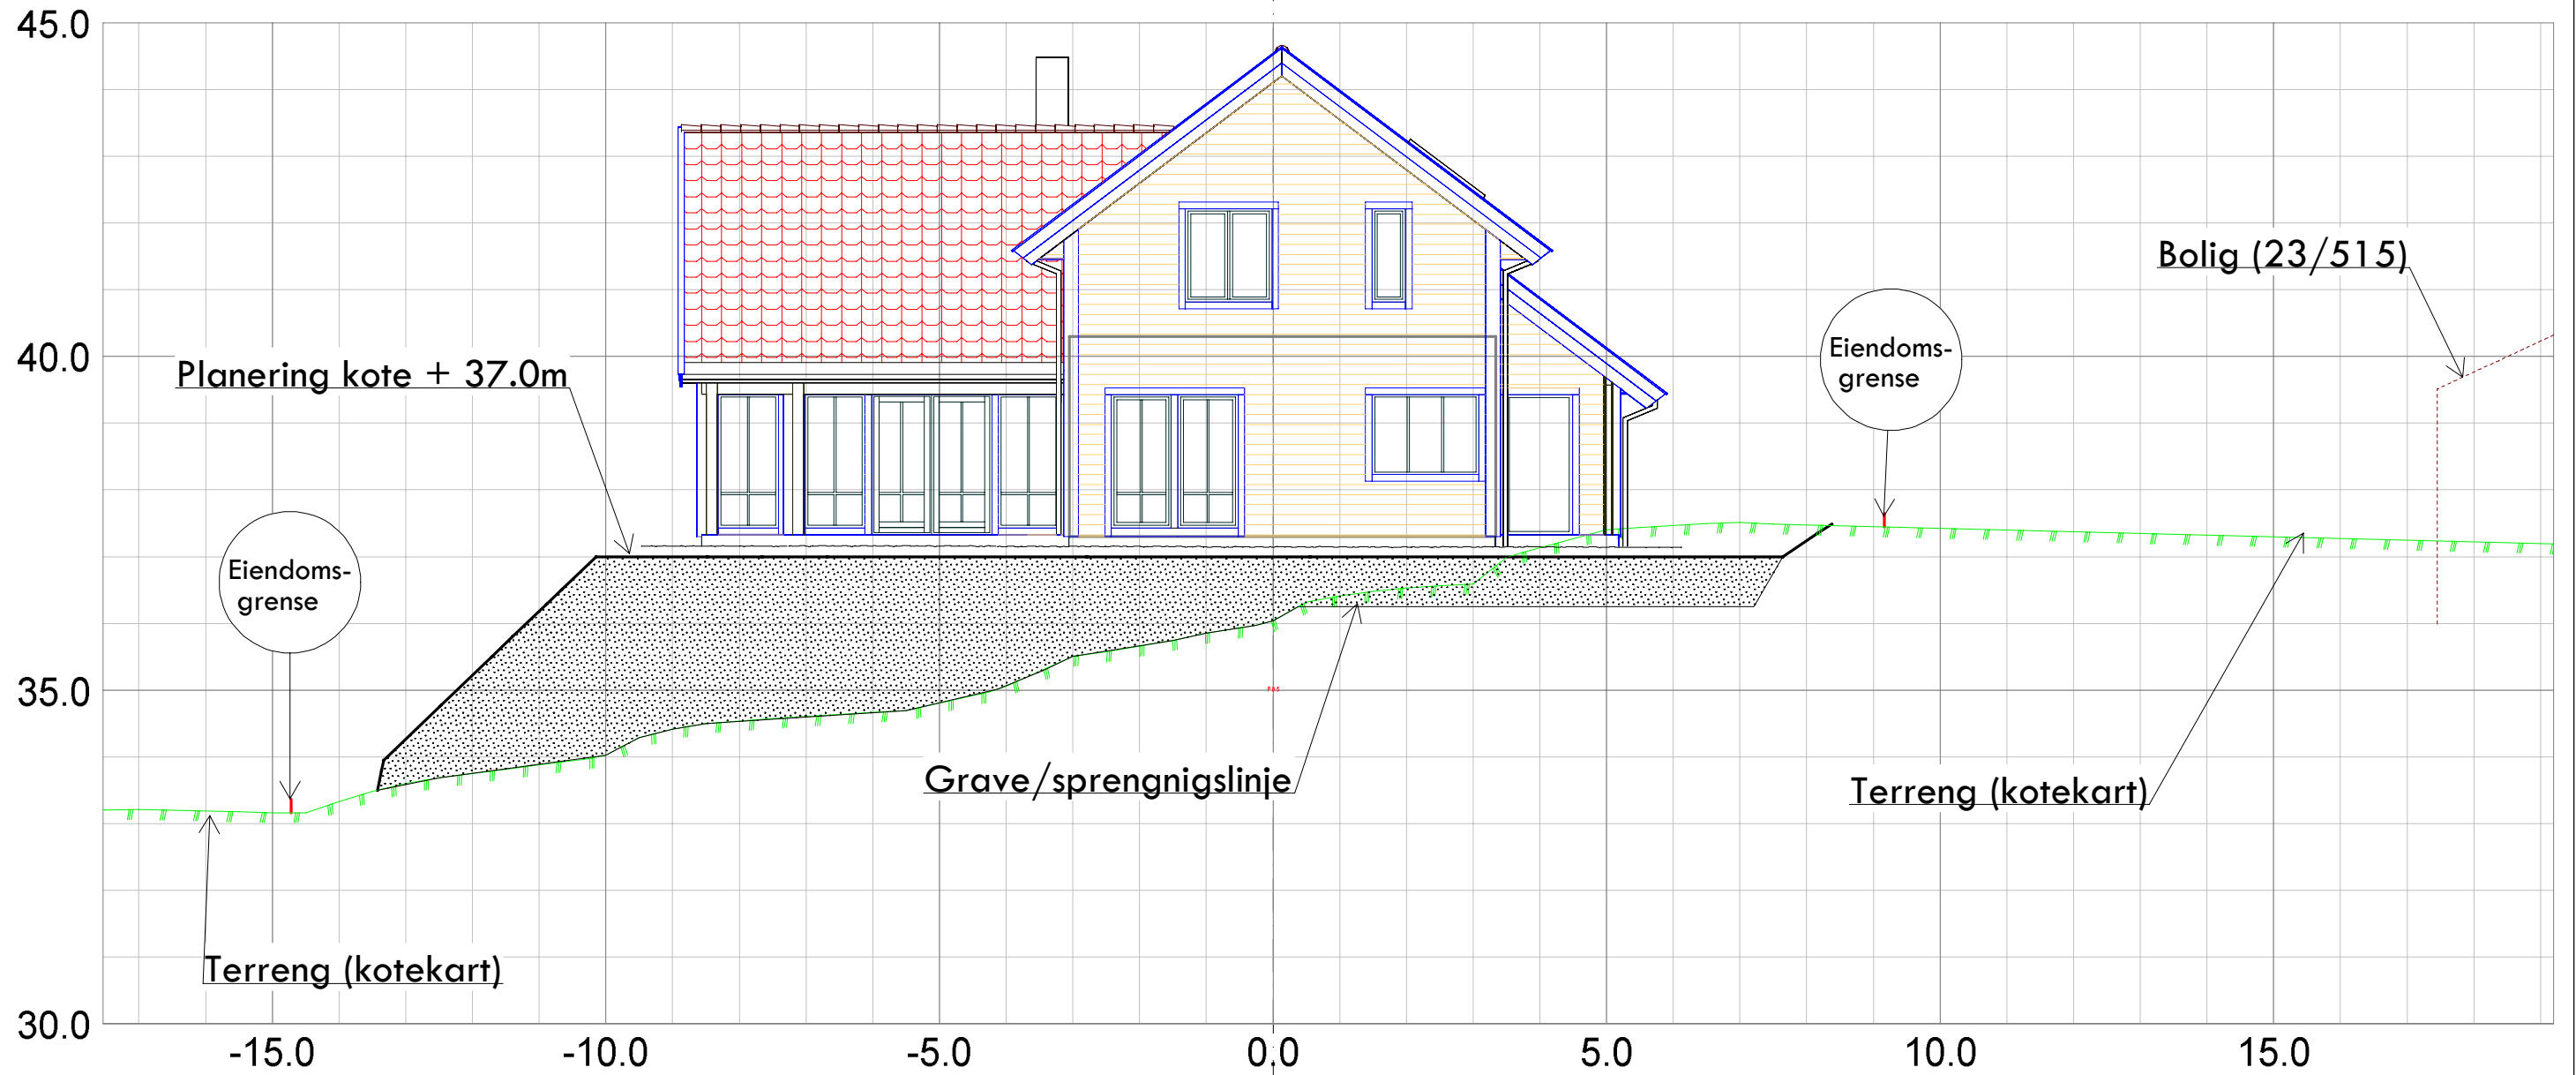 45.0
Bolig (23/515)
Eiendoms-
grense
40.0
Planering kote + 37.0m
Eiendoms-
grense
35.0
Grave/sprengnigslinje
Terreng (kotekart)
Terreng (kotekart)
30.0
-15.0
-10.0
-5.0
0.0
5.0
10.0
15.0